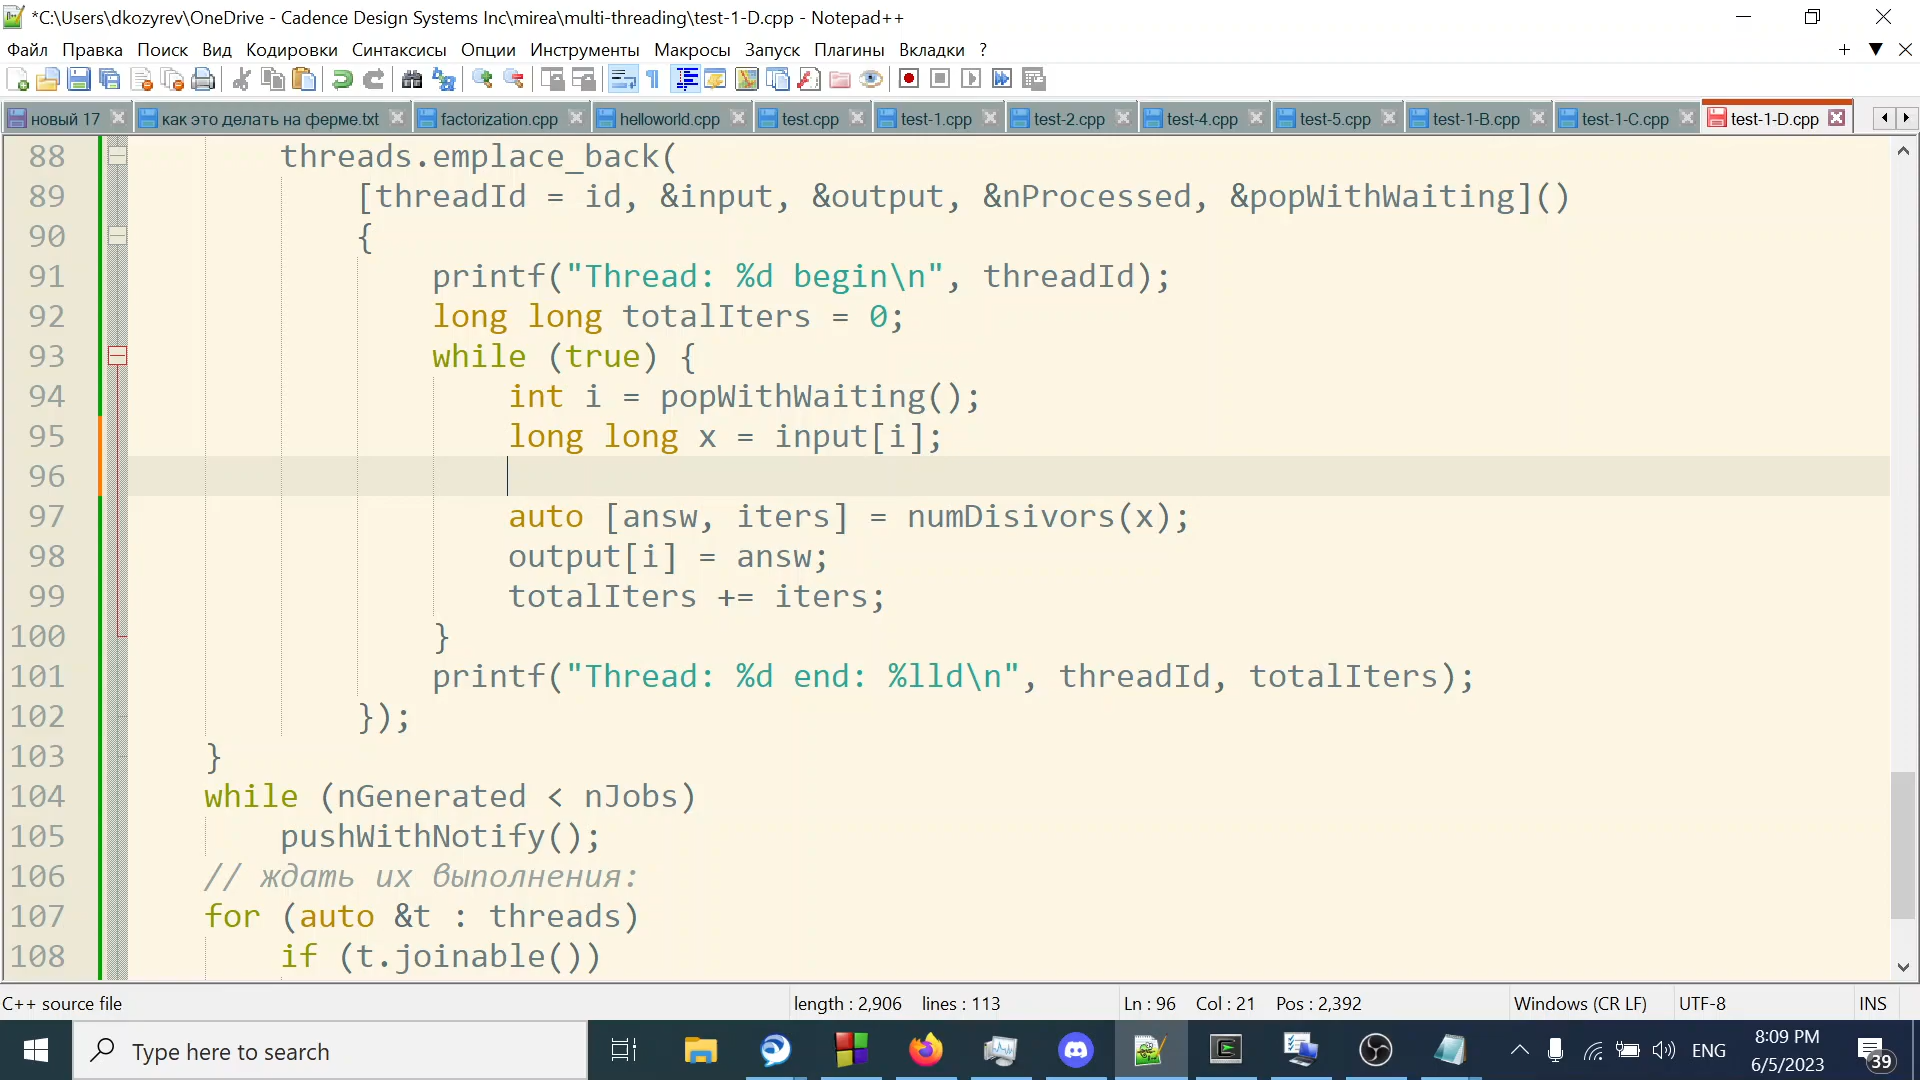 *C:\Users\dkozyrev\OneDrive - Cadence Design Systems Inc\mirea\multi-threading\test-1-D.cpp - Notepad++
Файл Правка Поиск Вид Кодировки Синтаксисы Опции Инструменты Макросы Запуск Плагины Вкладки ?
новый 17 как это делать на ферме.txt factorization.cpp helloworld.cpp test.cpp test-1.cpp test-2.cpp test-4.cpp test-5.cpp test-1-B.cpp test-1-C.cpp test-1-D.cpp
88 threads.emplace_back(
89 [threadId = id, &input, &output, &nProcessed, &popWithWaiting]()
90 {
91 printf("Thread: %d begin\n", threadId);
92 long long totalIters = 0;
93 while (true) {
94 int i = popWithWaiting();
95 long long x = input[i];
96
97 auto [answ, iters] = numDisivors(x);
98 output[i] = answ;
99 totalIters += iters;
100 }
101 printf("Thread: %d end: %lld\n", threadId, totalIters);
102 });
103 }
104 while (nGenerated < nJobs)
105 pushWithNotify();
106 // ждать их выполнения:
107 for (auto &t : threads)
108 if (t.joinable())
C++ source file length : 2,906 lines : 113 Ln : 96 Col : 21 Pos : 2,392 Windows (CR LF) UTF-8 INS
Type here to search ENG 8:09 PM
6/5/2023 39